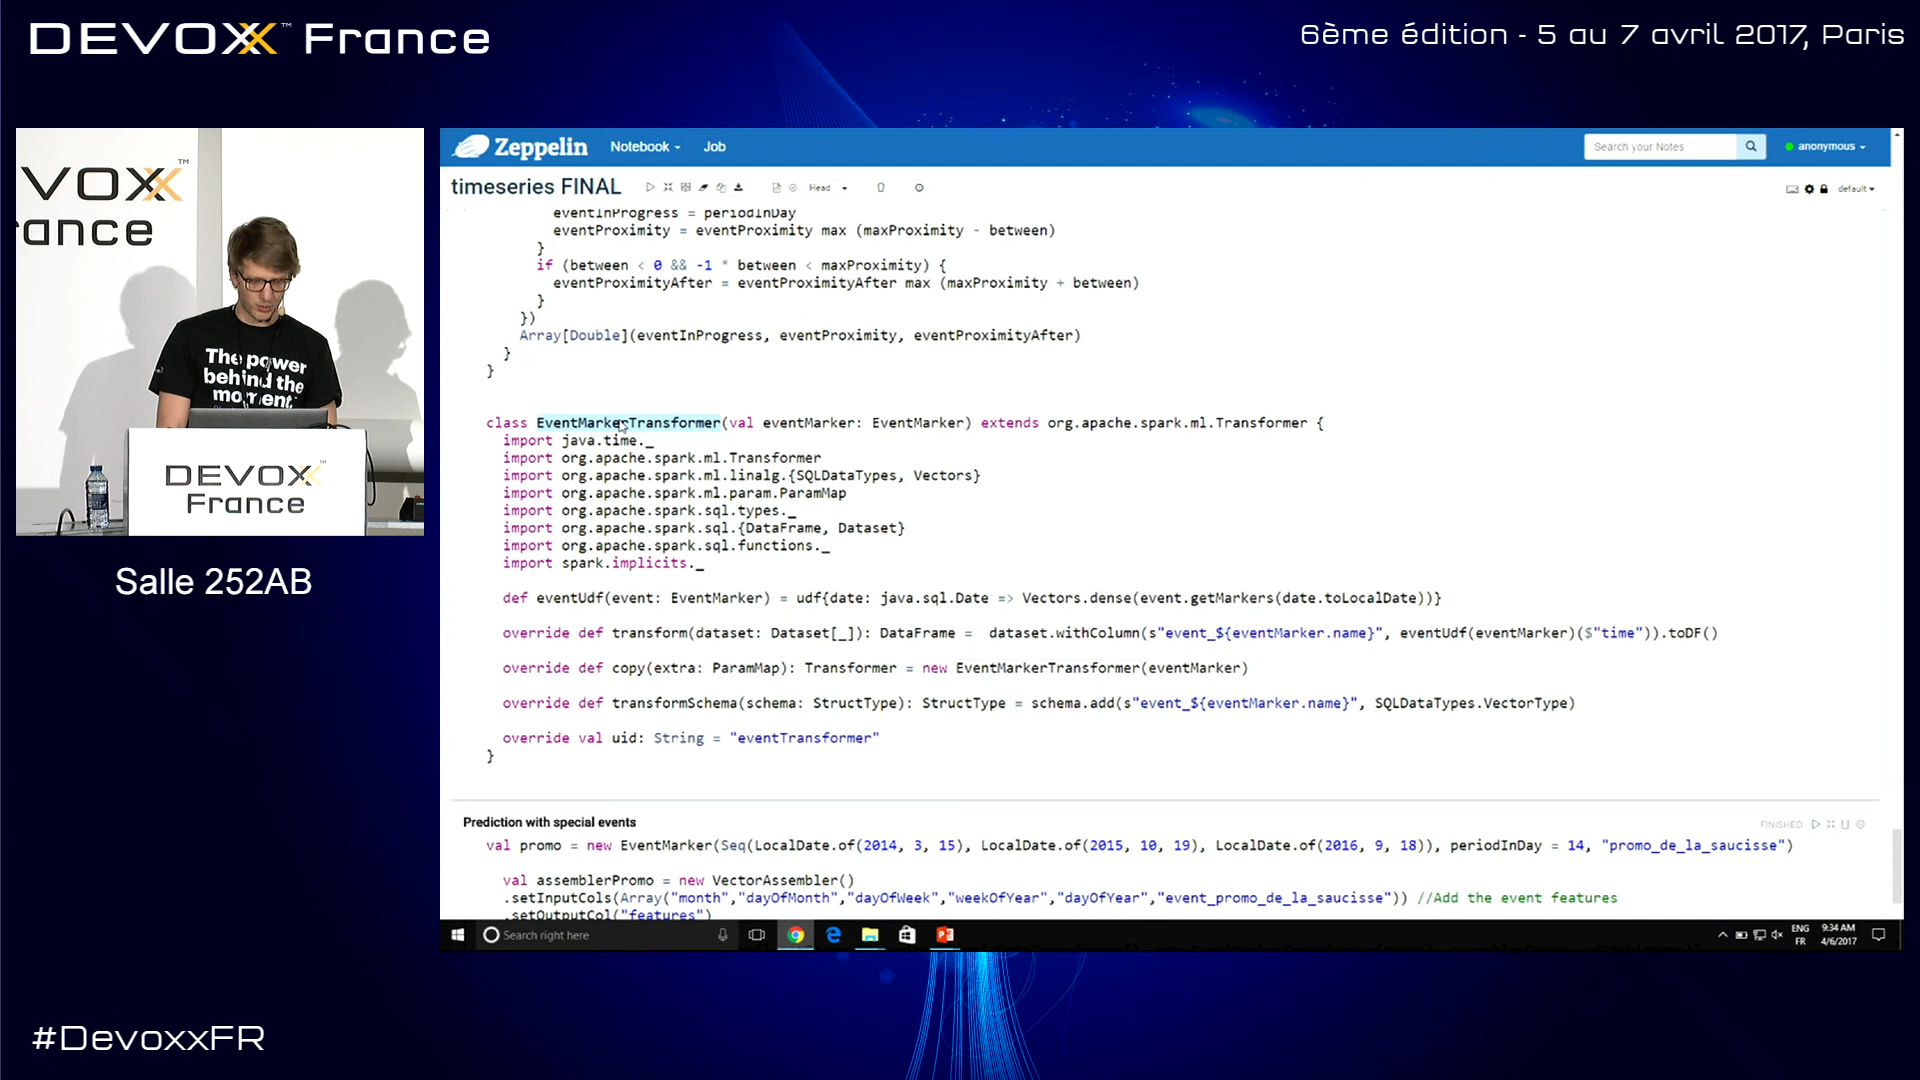 DEVOXX™ France
6ème édition - 5 au 7 avril 2017, Paris
VOXX™
rance
The power
behind the
moment.
DEVOXX™
France
Salle 252AB
#DevoxxFR
Zeppelin Notebook Job
Search your Notes
anonymous
timeseries FINAL
Head
default
eventInProgress = periodInDay
eventProximity = eventProximity max (maxProximity - between)
}
if (between < 0 && -1 * between < maxProximity) {
eventProximityAfter = eventProximityAfter max (maxProximity + between)
}
})
Array[Double](eventInProgress, eventProximity, eventProximityAfter)
}
}
class EventMarkerTransformer(val eventMarker: EventMarker) extends org.apache.spark.ml.Transformer {
import java.time._
import org.apache.spark.ml.Transformer
import org.apache.spark.ml.linalg.{SQLDataTypes, Vectors}
import org.apache.spark.ml.param.ParamMap
import org.apache.spark.sql.types._
import org.apache.spark.sql.{DataFrame, Dataset}
import org.apache.spark.sql.functions._
import spark.implicits._
def eventUdf(event: EventMarker) = udf{date: java.sql.Date => Vectors.dense(event.getMarkers(date.toLocalDate))}
override def transform(dataset: Dataset[_]): DataFrame = dataset.withColumn(s"event_${eventMarker.name}", eventUdf(eventMarker)($"time")).toDF()
override def copy(extra: ParamMap): Transformer = new EventMarkerTransformer(eventMarker)
override def transformSchema(schema: StructType): StructType = schema.add(s"event_${eventMarker.name}", SQLDataTypes.VectorType)
override val uid: String = "eventTransformer"
}
Prediction with special events
FINISHED
val promo = new EventMarker(Seq(LocalDate.of(2014, 3, 15), LocalDate.of(2015, 10, 19), LocalDate.of(2016, 9, 18)), periodInDay = 14, "promo_de_la_saucisse")
val assemblerPromo = new VectorAssembler()
.setInputCols(Array("month","dayOfMonth","dayOfWeek","weekOfYear","dayOfYear","event_promo_de_la_saucisse")) //Add the event features
.setOutputCol("features")
Search right here
ENG
FR
9:34 AM
4/6/2017